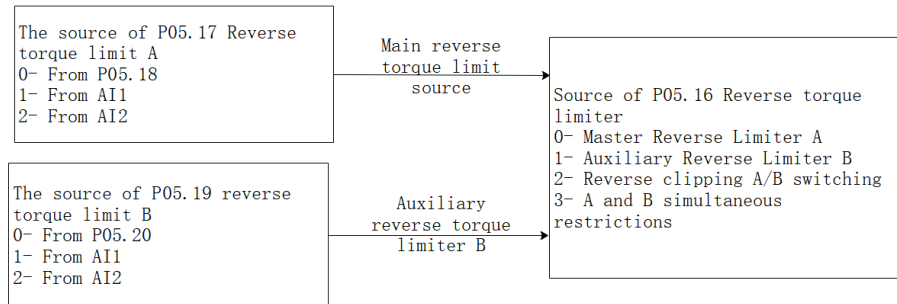 The source of P05.17 Reverse
torque limit A
0- From P05.18
1- From AI1
2- From AI2
Main reverse
torque limit
source
The source of P05.19 reverse
torque limit B
0- From P05.20
1- From AI1
2- From AI2
Auxiliary
reverse torque
limiter B
Source of P05.16 Reverse torque
limiter
0- Master Reverse Limiter A
1- Auxiliary Reverse Limiter B
2- Reverse clipping A/B switching
3- A and B simultaneous
restrictions